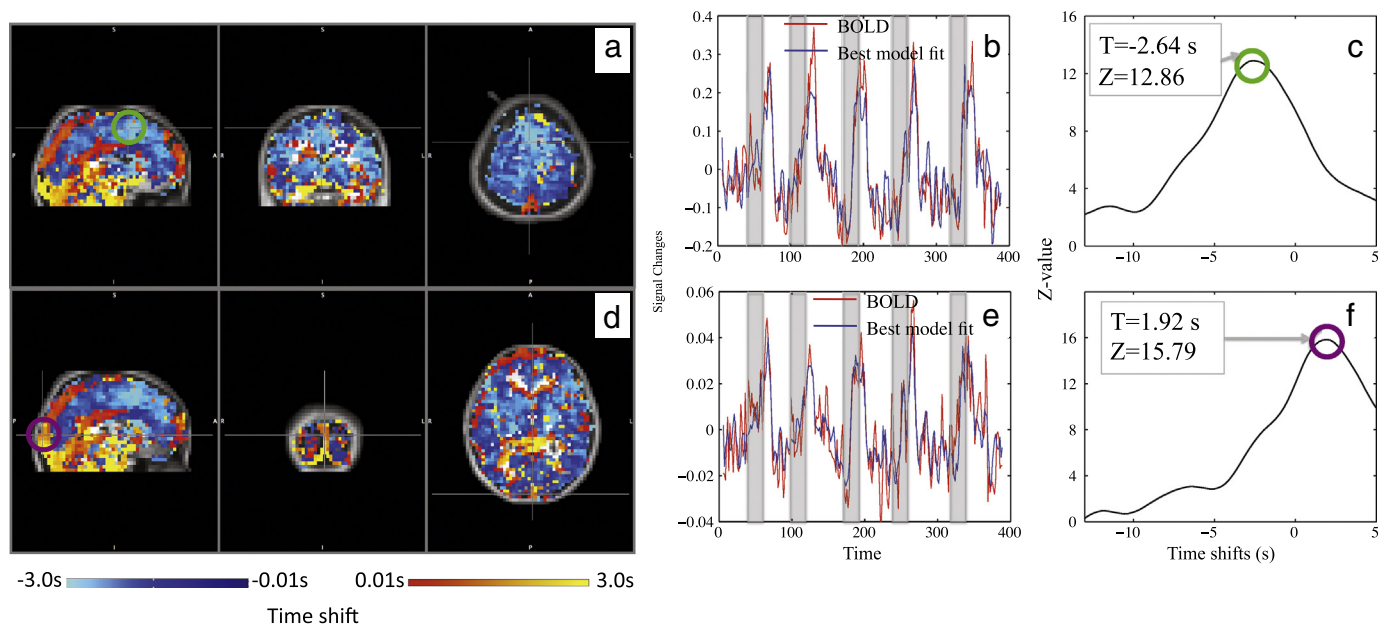 a
S
S
A
P
A
R
L
R
L
I
I
P
b
BOLD
Best model fit
0.4
0.3
0.2
0.1
0
−0.1
−0.2
0
100
200
300
400
Signal Changes
c
T=-2.64 s
Z=12.86
16
12
8
4
0
−10
−5
0
5
Z-value
d
S
S
A
P
A
R
L
R
L
I
I
P
e
BOLD
Best model fit
0.06
0.04
0.02
0
−0.02
−0.04
0
100
200
300
400
Time
f
T=1.92 s
Z=15.79
16
12
8
4
0
−10
−5
0
5
Time shifts (s)
-3.0s
-0.01s
0.01s
3.0s
Time shift